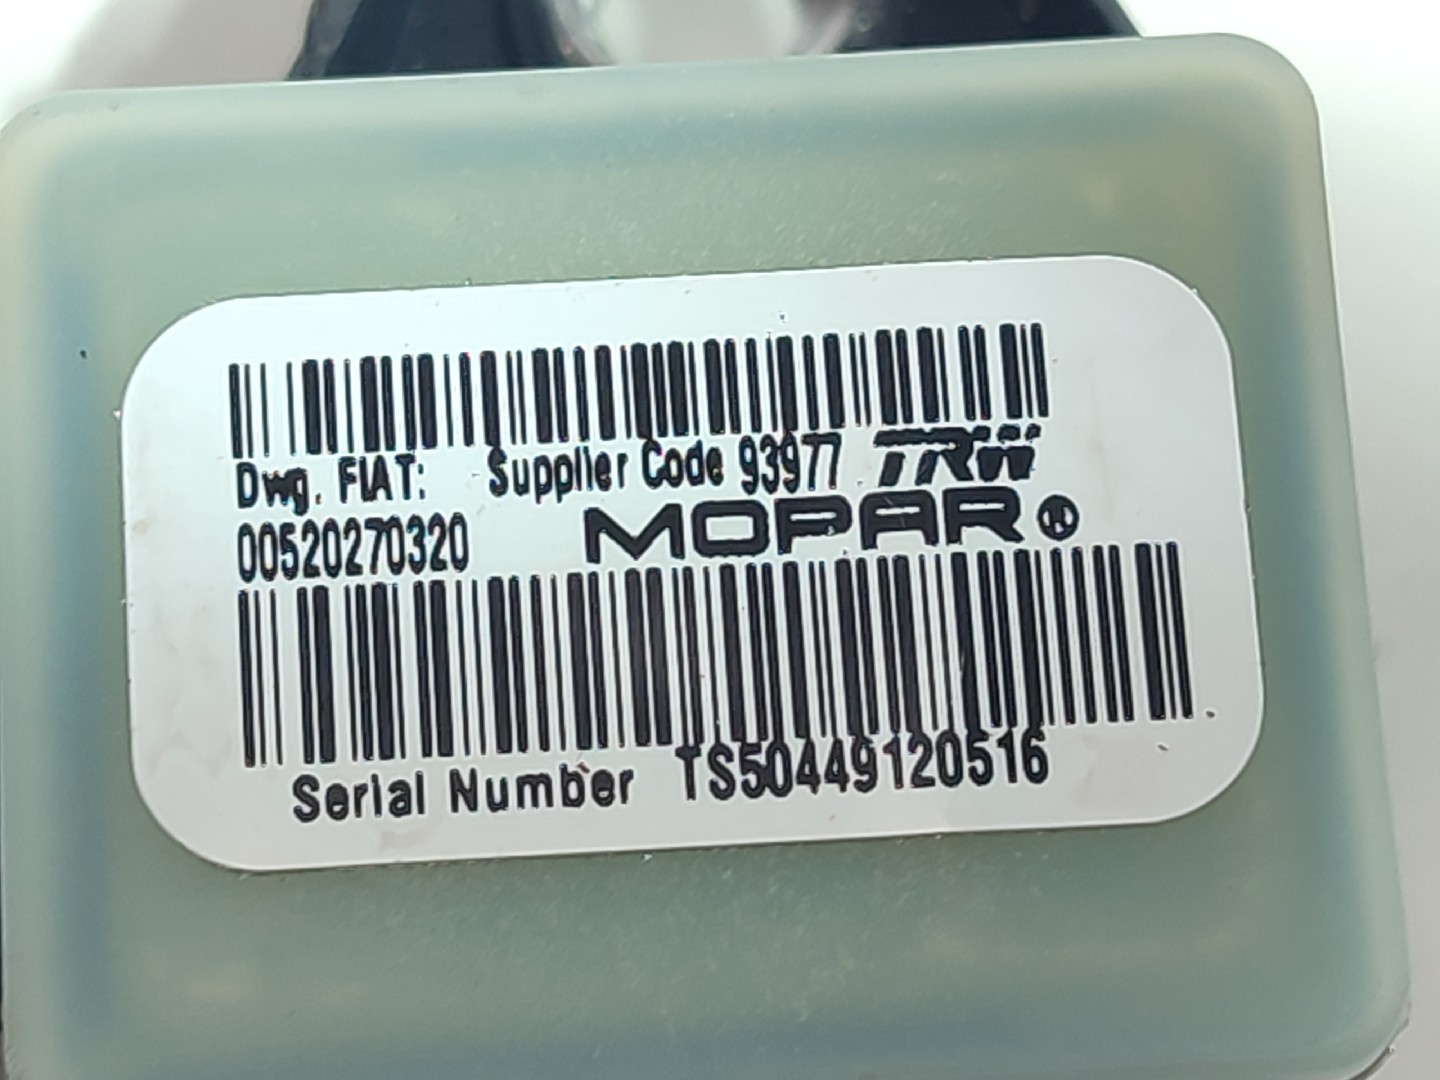 Dwg. FIAT: Supplier Code 93977 TRW
00520270320 MOPAR®
Serial Number TS50449120516